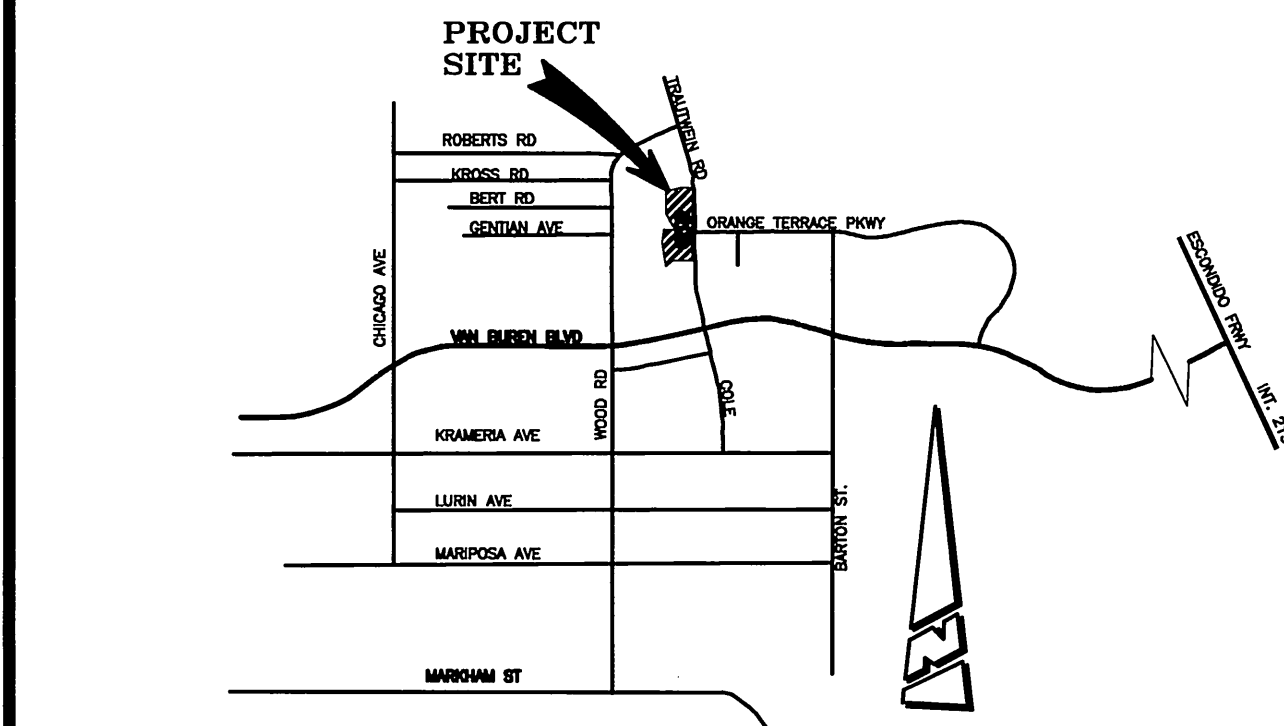 PROJECT
SITE
TRAUTWEIN RD
ROBERTS RD
KROSS RD
BERT RD
GENTIAN AVE
ORANGE TERRACE PKWY
ESCONDIDO FRWY
CHICAGO AVE
VAN BUREN BLVD
WOOD RD
COLE
INT.
KRAMERIA AVE
LURIN AVE
BARTON ST.
MARIPOSA AVE
N
MARKHAM ST